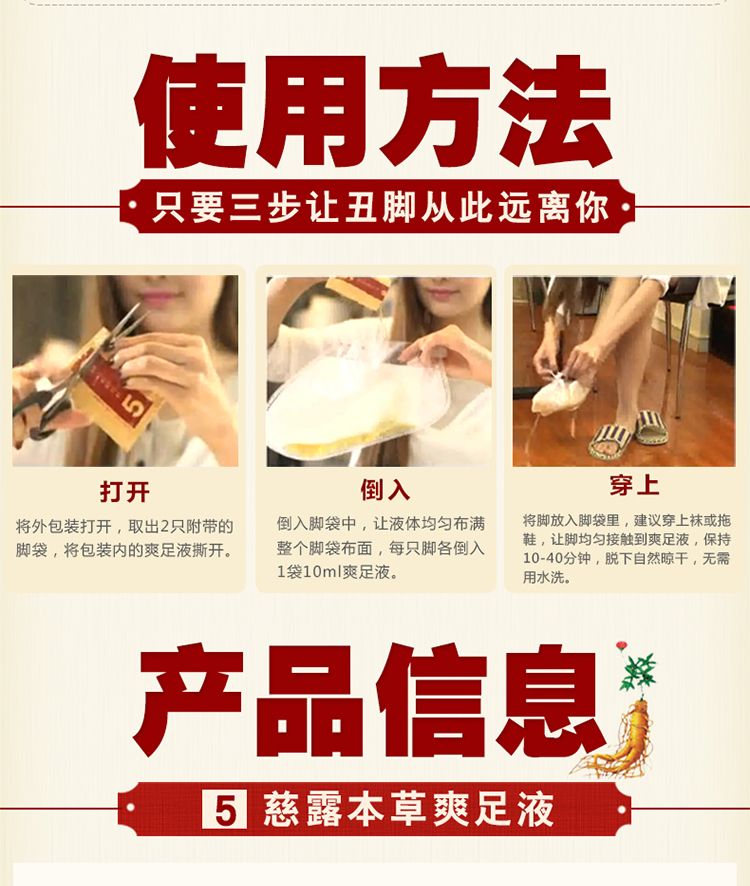 使用方法
只要三步让丑脚从此远离你
5
打开
将外包装打开，取出2只附带的
脚袋，将包装内的爽足液撕开。
倒入
倒入脚袋中，让液体均匀布满
整个脚袋布面，每只脚各倒入
1袋10ml爽足液。
穿上
将脚放入脚袋里，建议穿上袜或拖
鞋，让脚均匀接触到爽足液，保持
10-40分钟，脱下自然晾干，无需
用水洗。
产品信息
5 慈露本草爽足液